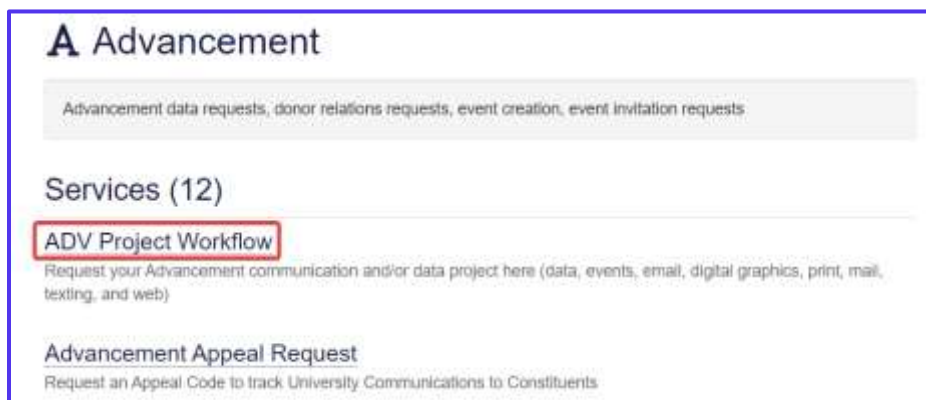 A Advancement
Advancement data requests, donor relations requests, event creation, event invitation requests
Services (12)
ADV Project Workflow
Request your Advancement communication and/or data project here (data, events, email, digital graphics, print, mail,
texting, and web)
Advancement Appeal Request
Request an Appeal Code to track University Communications to Constituents